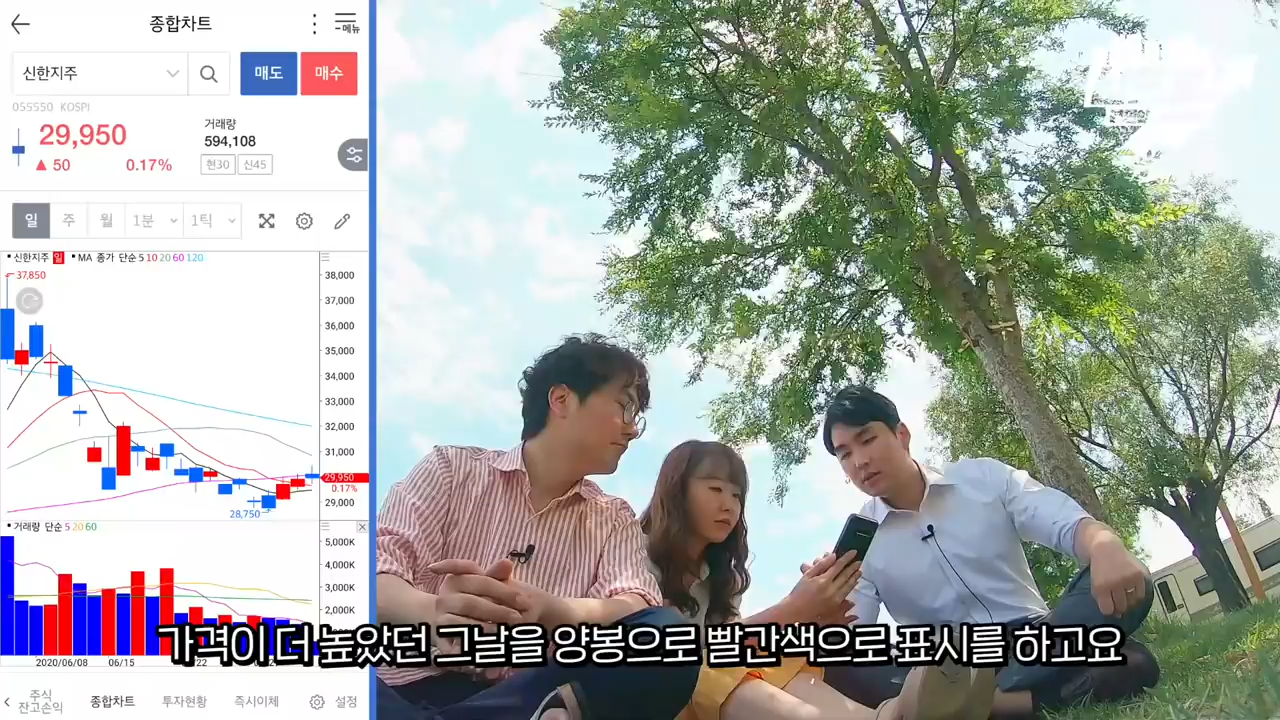 종합차트
메뉴
신한지주
매도
매수
055550 KOSPI
29,950
▲ 50 0.17%
거래량
594,108
현30 신45
일 주 월 1분 1틱
신한지주 일 MA 종가 단순 5 10 20 60 120
37,850
38,000
37,000
36,000
35,000
34,000
33,000
32,000
31,000
29,950
0.17%
29,000
28,750
거래량 단순 5 20 60
5,000K
4,000K
3,000K
2,000K
가격이 더 높았던 그날을 양봉으로 빨간색으로 표시를 하고요
2020/06/08 06/15 /22
주식
잔고손익
종합차트 투자현황 즉시이체 설정